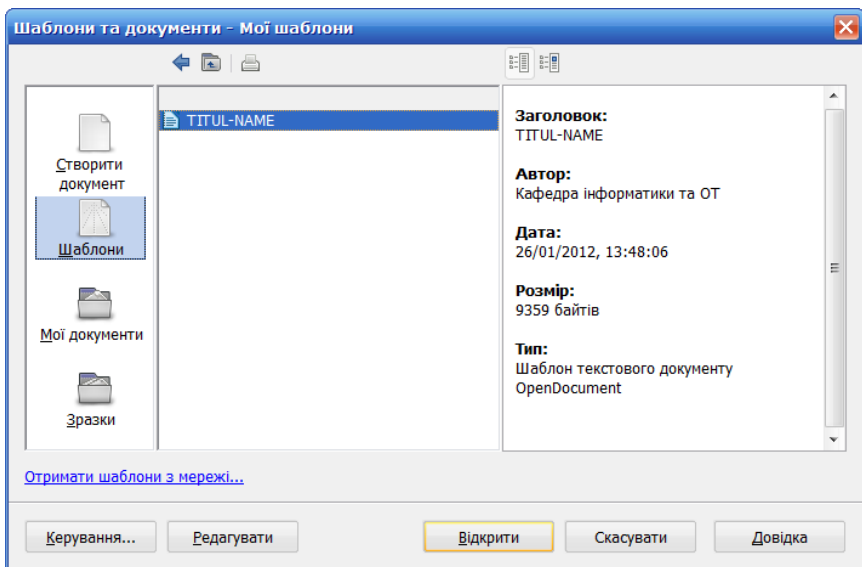 Шаблони та документи - Мої шаблони
Створити
документ
Шаблони
Мої документи
Зразки
TITUL-NAME
Заголовок:
TITUL-NAME
Автор:
Кафедра інформатики та ОТ
Дата:
26/01/2012, 13:48:06
Розмір:
9359 байтів
Тип:
Шаблон текстового документу
OpenDocument
Отримати шаблони з мережі...
Керування...
Редагувати
Відкрити
Скасувати
Довідка